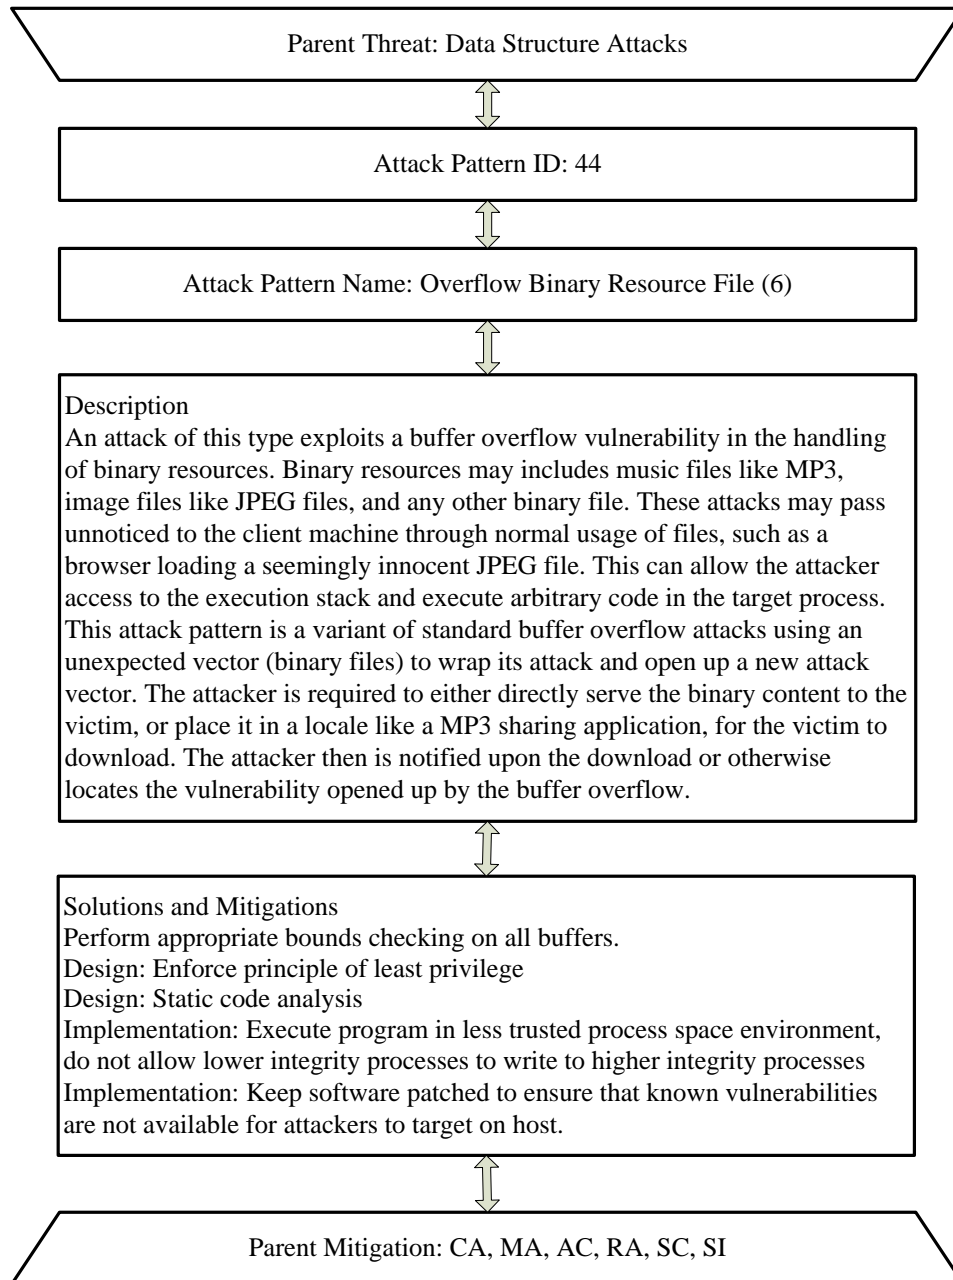 Parent Threat: Data Structure Attacks
Attack Pattern ID: 44
Attack Pattern Name: Overflow Binary Resource File (6)
Description
An attack of this type exploits a buffer overflow vulnerability in the handling
of binary resources. Binary resources may includes music files like MP3,
image files like JPEG files, and any other binary file. These attacks may pass
unnoticed to the client machine through normal usage of files, such as a
browser loading a seemingly innocent JPEG file. This can allow the attacker
access to the execution stack and execute arbitrary code in the target process.
This attack pattern is a variant of standard buffer overflow attacks using an
unexpected vector (binary files) to wrap its attack and open up a new attack
vector. The attacker is required to either directly serve the binary content to the
victim, or place it in a locale like a MP3 sharing application, for the victim to
download. The attacker then is notified upon the download or otherwise
locates the vulnerability opened up by the buffer overflow.
Solutions and Mitigations
Perform appropriate bounds checking on all buffers.
Design: Enforce principle of least privilege
Design: Static code analysis
Implementation: Execute program in less trusted process space environment,
do not allow lower integrity processes to write to higher integrity processes
Implementation: Keep software patched to ensure that known vulnerabilities
are not available for attackers to target on host.
Parent Mitigation: CA, MA, AC, RA, SC, SI